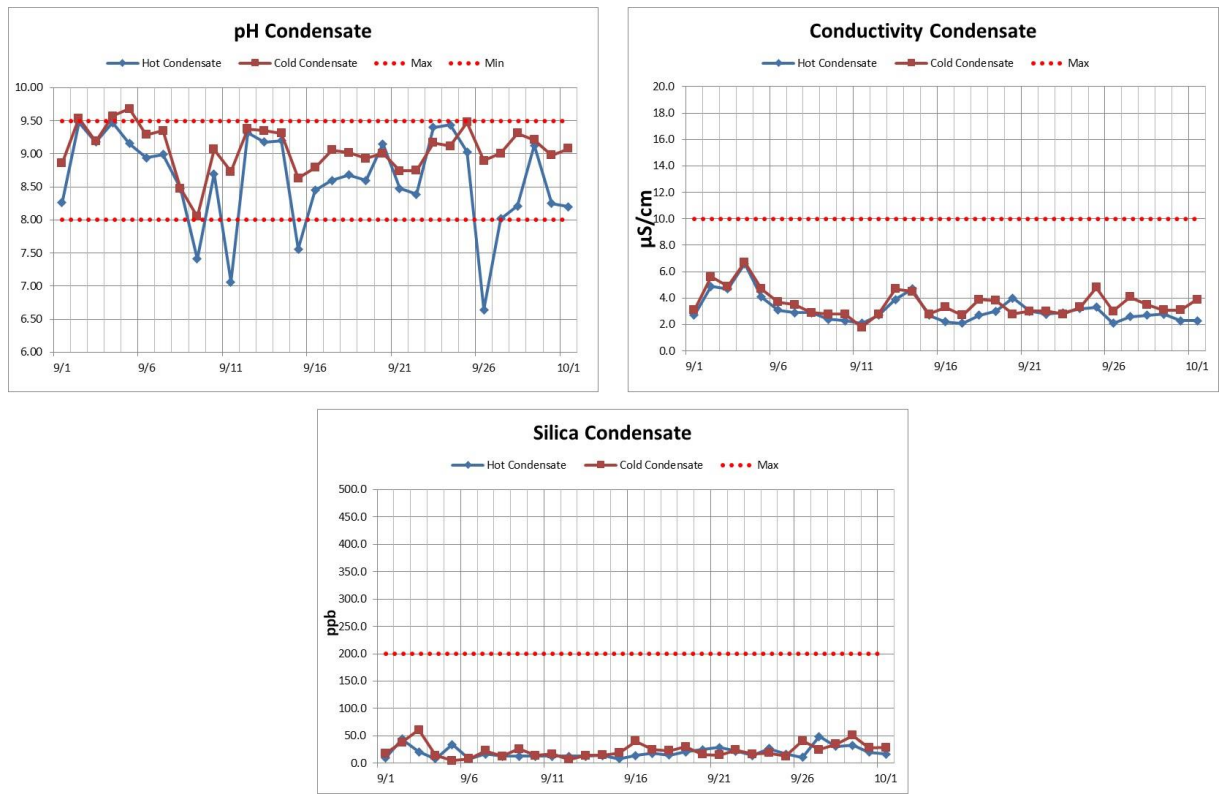 pH Condensate
Hot Condensate Cold Condensate Max Min
10.00
9.50
9.00
8.50
8.00
7.50
7.00
6.50
6.00
9/1 9/6 9/11 9/16 9/21 9/26 10/1
Conductivity Condensate
Hot Condensate Cold Condensate Max
µS/cm
20.0
18.0
16.0
14.0
12.0
10.0
8.0
6.0
4.0
2.0
0.0
9/1 9/6 9/11 9/16 9/21 9/26 10/1
Silica Condensate
Hot Condensate Cold Condensate Max
ppb
500.0
450.0
400.0
350.0
300.0
250.0
200.0
150.0
100.0
50.0
0.0
9/1 9/6 9/11 9/16 9/21 9/26 10/1